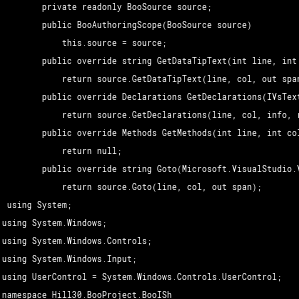 private readonly BooSource source;
public BooAuthoringScope(BooSource source)
this.source = source;
public override string GetDataTipText(int line, int
return source.GetDataTipText(line, col, out span
public override Declarations GetDeclarations(IVsText
return source.GetDeclarations(line, col, info,
public override Methods GetMethods(int line, int col
return null;
public override string Goto(Microsoft.VisualStudio.
return source.Goto(line, col, out span);
using System;
using System.Windows;
using System.Windows.Controls;
using System.Windows.Input;
using UserControl = System.Windows.Controls.UserControl;
namespace Hill30.BooProject.BooISh